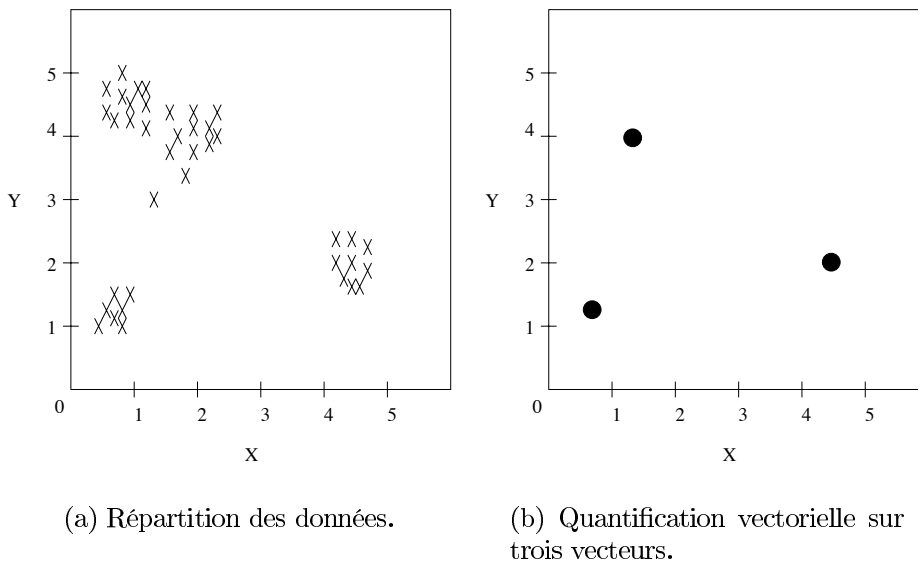 5
4
Y
3
2
1
0
1 2 3 4 5
X
(a) Répartition des données.
5
4
Y
3
2
1
0
1 2 3 4 5
X
(b) Quantification vectorielle sur
trois vecteurs.